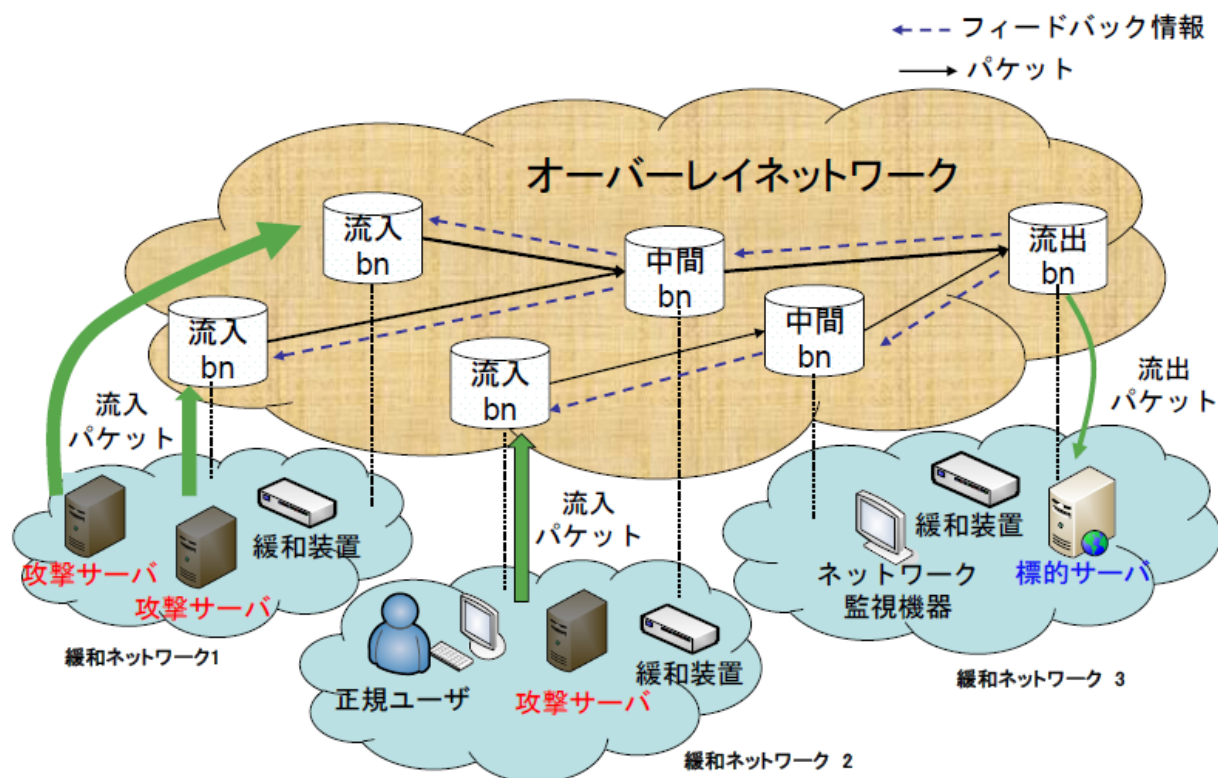 フィードバック情報
パケット
オーバーレイネットワーク
流入
bn
中間
bn
流出
bn
流入
bn
中間
bn
流入
bn
流入
パケット
流出
パケット
流入
パケット
緩和装置
攻撃サーバ
攻撃サーバ
緩和装置
ネットワーク
監視機器
標的サーバ
緩和ネットワーク1
正規ユーザ
攻撃サーバ
緩和装置
緩和ネットワーク 3
緩和ネットワーク 2